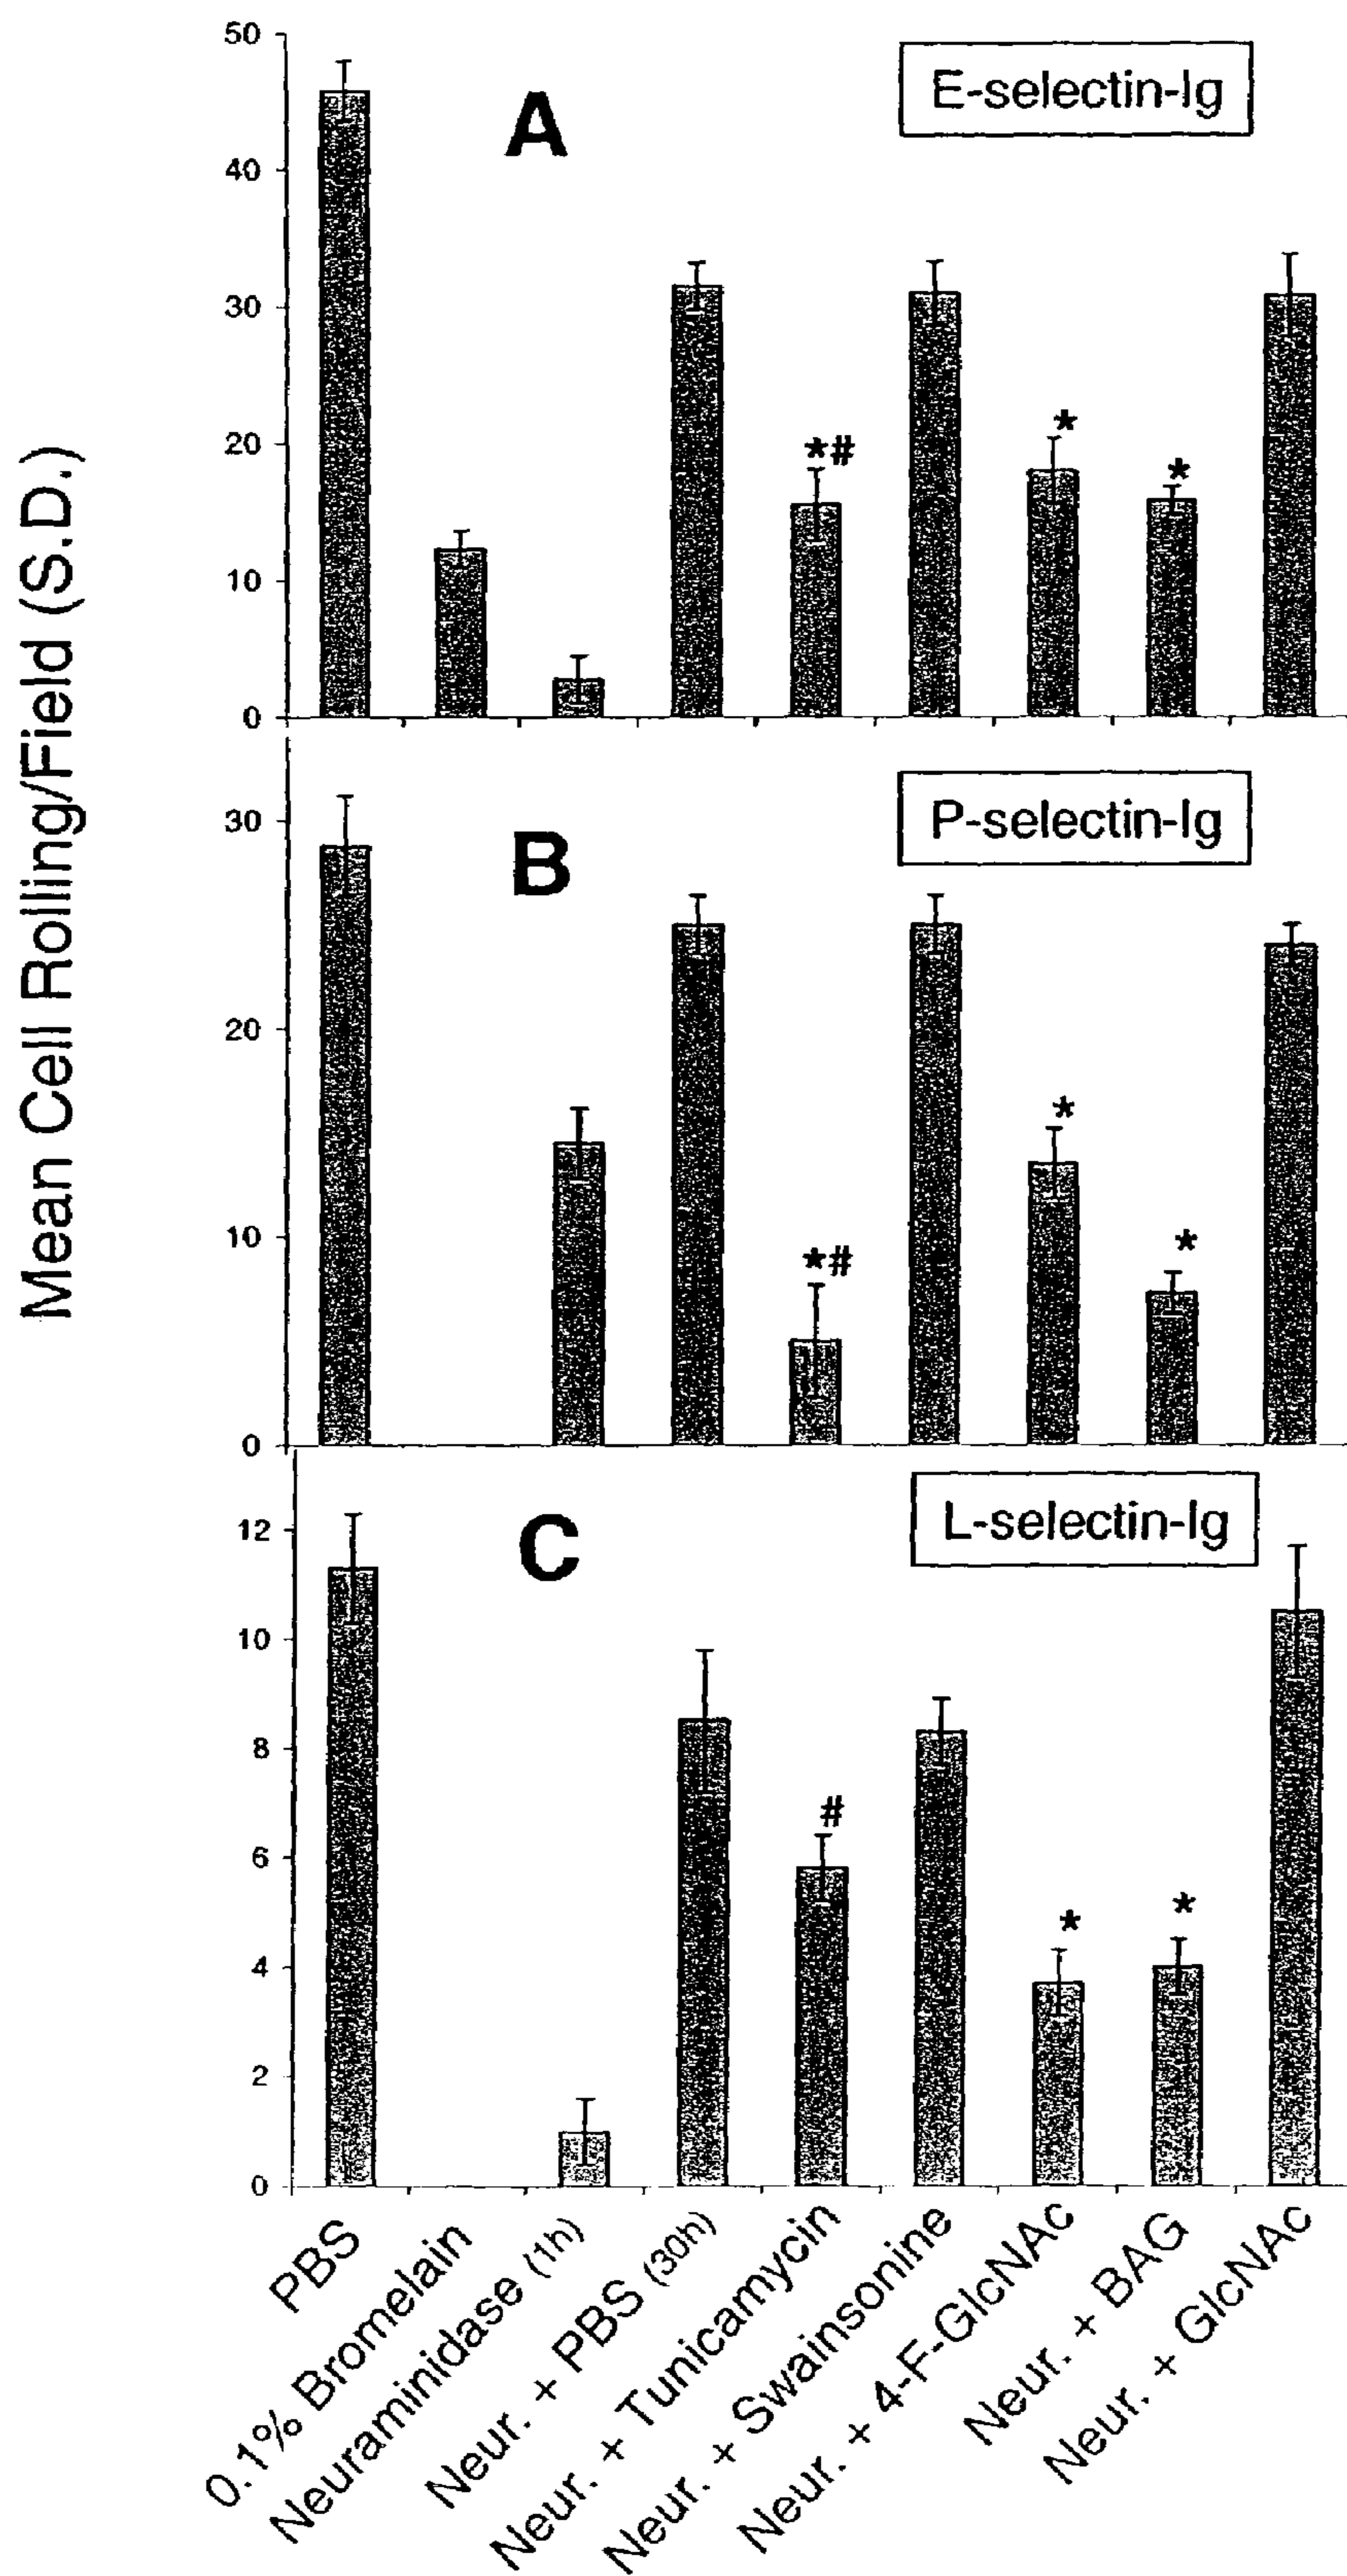 Mean Cell Rolling/Field (S.D.)
50
40
30
20
10
0
A
E-selectin-Ig
*#
*
*
30
20
10
0
B
P-selectin-Ig
*#
*
*
12
10
8
6
4
2
0
C
L-selectin-Ig
#
*
*
PBS
0.1% Bromelain
Neuraminidase (1h)
Neur. + PBS (30h)
Neur. + Tunicamycin
Neur. + Swainsonine
Neur. + 4-F-GlcNAc
Neur. + BAG
Neur. + GlcNAc